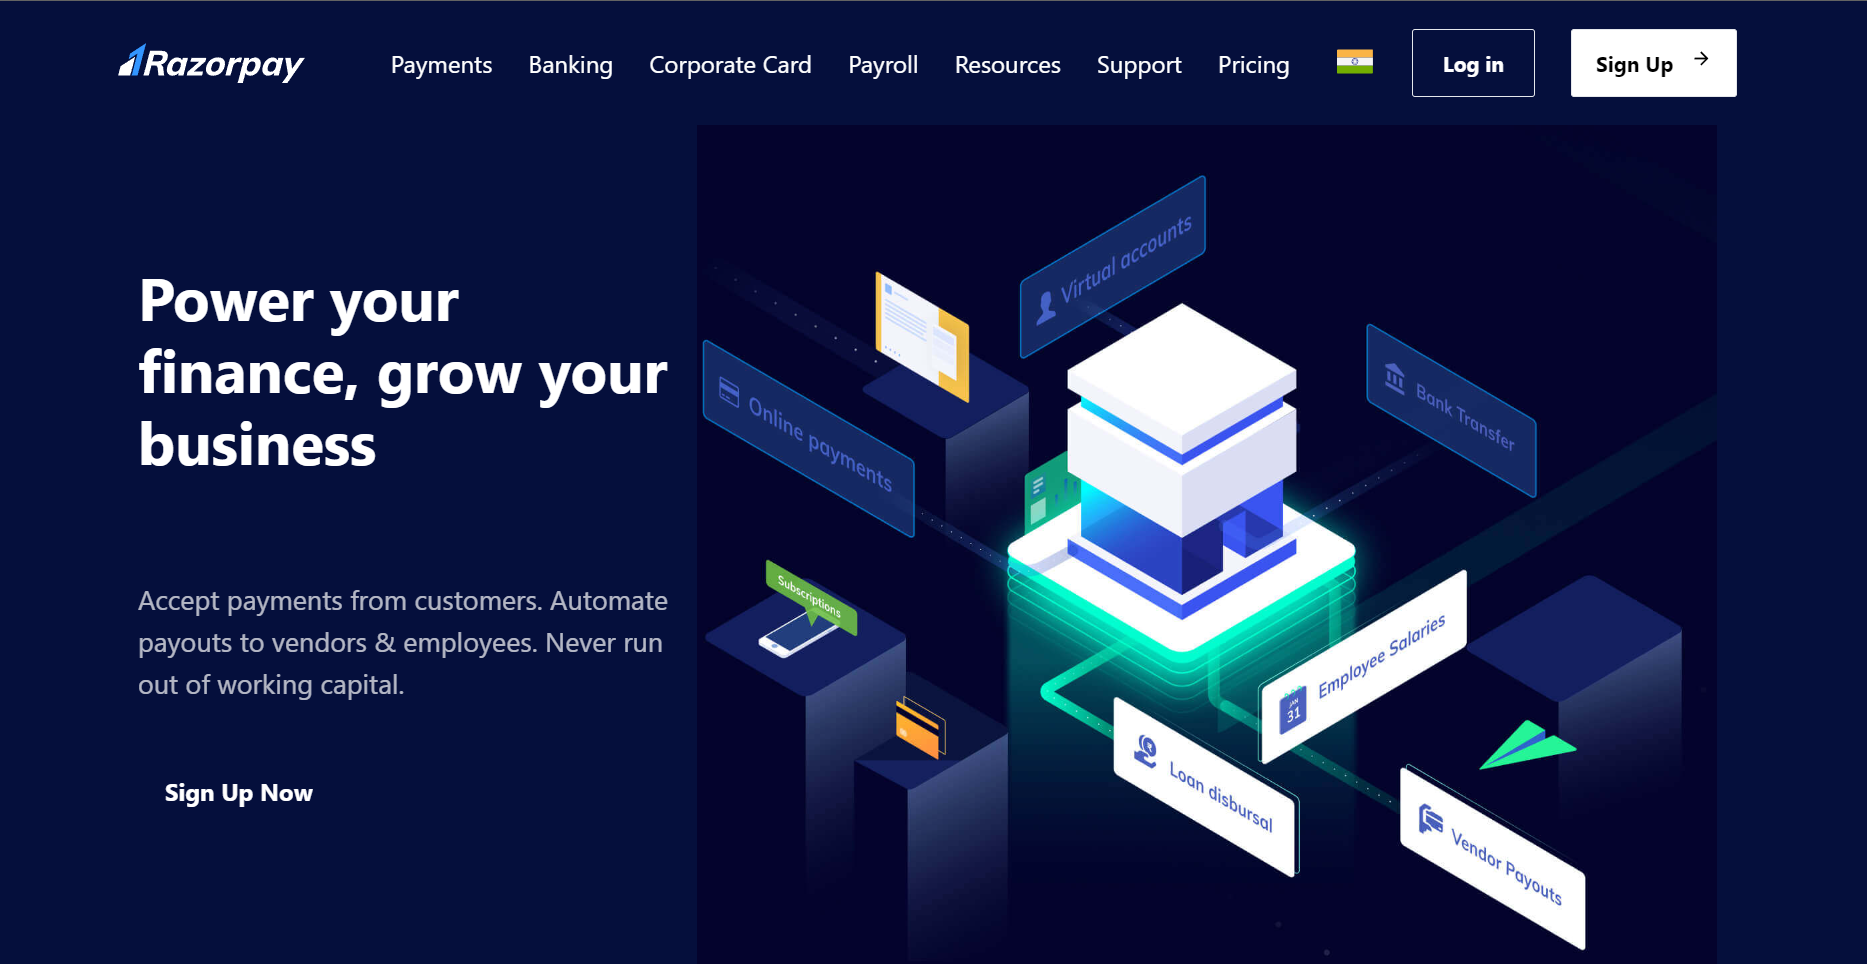 Razorpay
Payments
Banking
Corporate Card
Payroll
Resources
Support
Pricing
Log in
Sign Up
Power your
finance, grow your
business
Accept payments from customers. Automate
payouts to vendors & employees. Never run
out of working capital.
Sign Up Now
Virtual accounts
Online payments
Bank Transfer
Subscriptions
Employee Salaries
JAN
31
Loan disbursal
Vendor Payouts